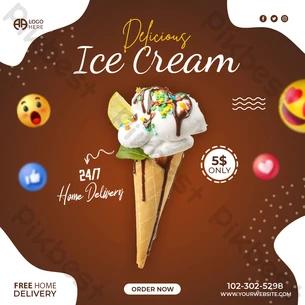 LOGO
HERE
Delicious
Ice Cream
24/7
Home Delivery
5$
ONLY
FREE HOME
DELIVERY
ORDER NOW
102-302-5298
WWW.YOURWEBSITE.COM
pikbest